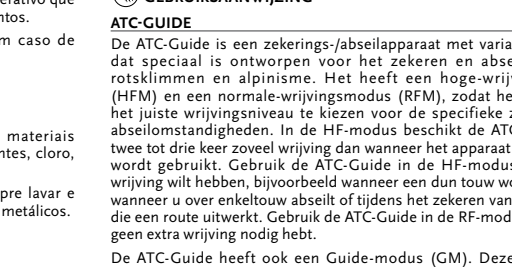 erativo que
ntos.
m caso de
materiais
ntes, cloro,
pre lavar e
metálicos.
GEBRUIKSAANWIJZING
ATC-GUIDE
De ATC-Guide is een zekerings-/abseilapparaat met varia
dat speciaal is ontworpen voor het zekeren en abse
rotsklimmen en alpinisme. Het heeft een hoge-wrijv
(HFM) en een normale-wrijvingsmodus (RFM), zodat he
het juiste wrijvingsniveau te kiezen voor de specifieke z
abseilomstandigheden. In de HF-modus beschikt de ATC
twee tot drie keer zoveel wrijving dan wanneer het apparaat
wordt gebruikt. Gebruik de ATC-Guide in de HF-modus
wrijving wilt hebben, bijvoorbeeld wanneer een dun touw wo
wanneer u over enkeltouw abseilt of tijdens het zekeren van
die een route uitwerkt. Gebruik de ATC-Guide in de RF-mod
geen extra wrijving nodig hebt.
De ATC-Guide heeft ook een Guide-modus (GM). Deze